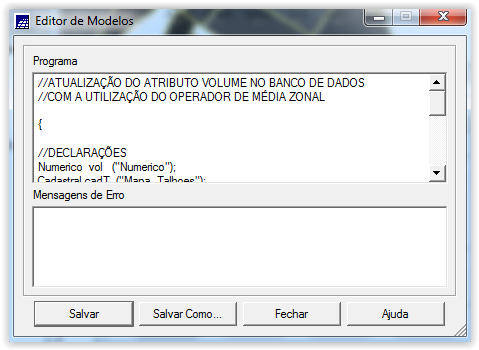 Editor de Modelos
Programa
//ATUALIZAÇÃO DO ATRIBUTO VOLUME NO BANCO DE DADOS
//COM A UTILIZAÇÃO DO OPERADOR DE MÉDIA ZONAL
{
//DECLARAÇÕES
Numerico vol ("Numerico");
Cadastral cadT ("Mapa_Talhoes");
Mensagens de Erro
Salvar
Salvar Como...
Fechar
Ajuda